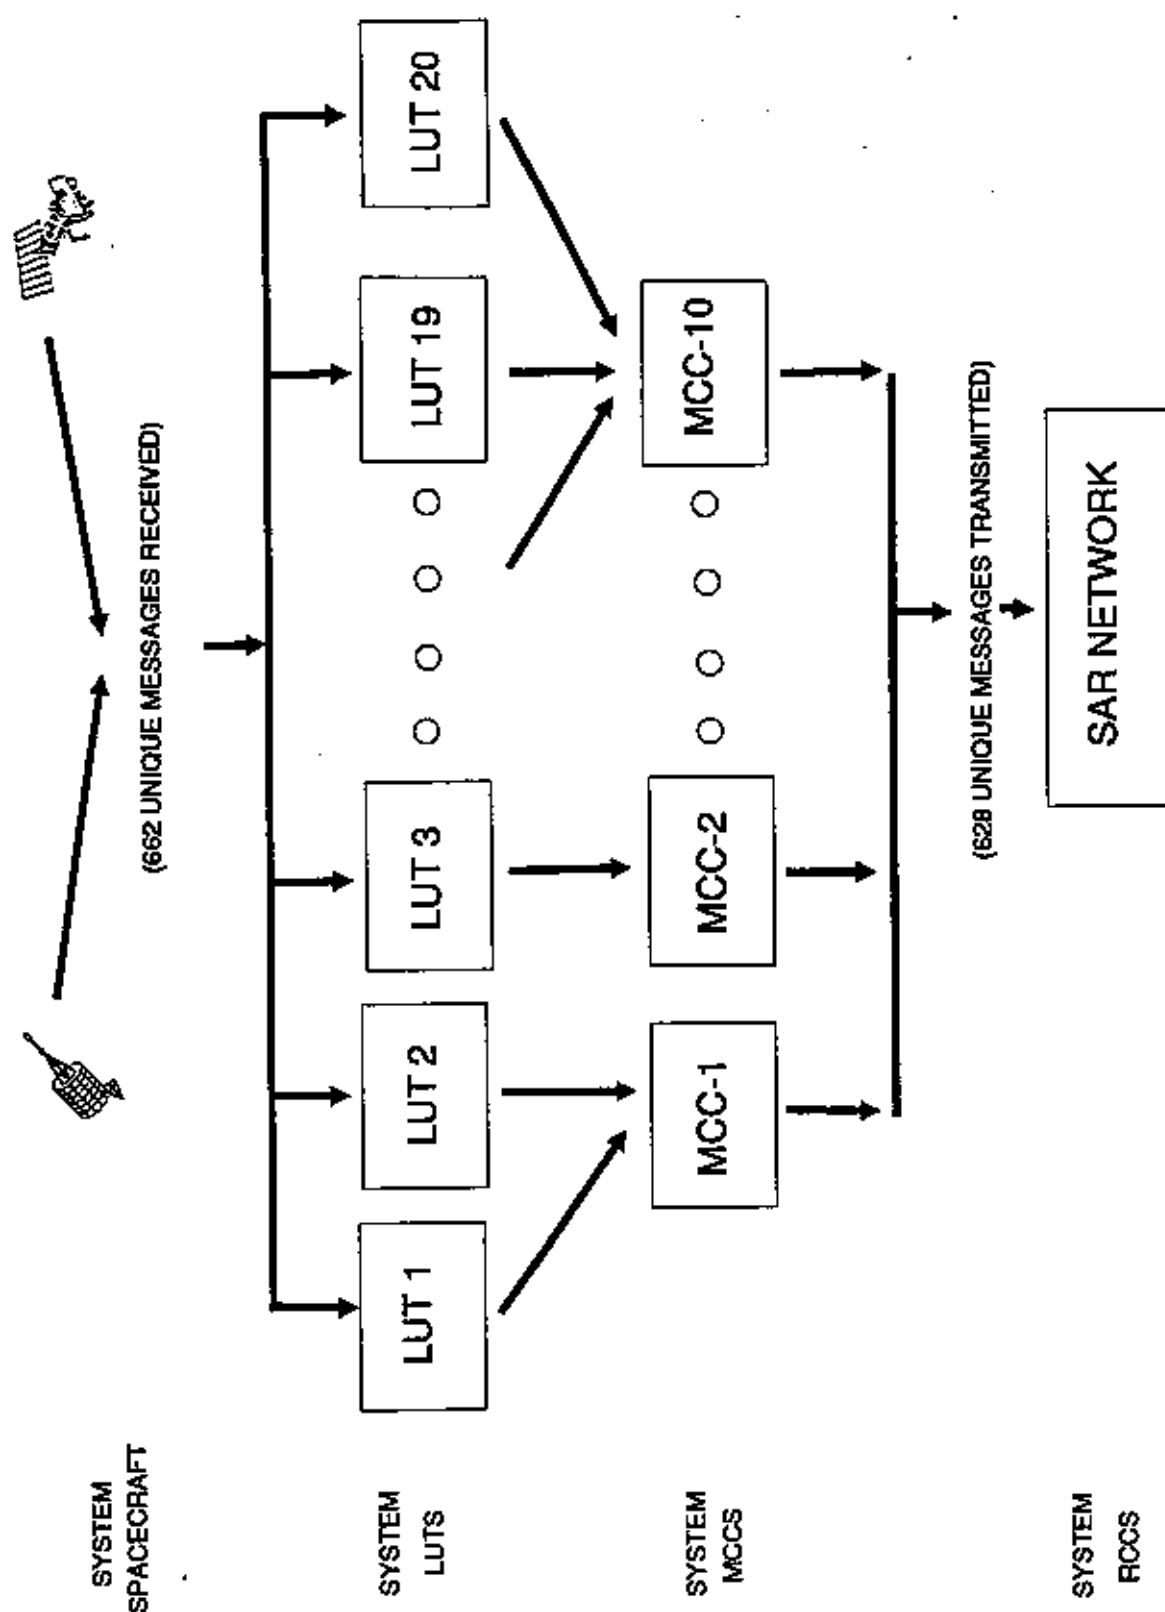 SYSTEM
SPACECRAFT
(662 UNIQUE MESSAGES RECEIVED)
SYSTEM
LUTS
LUT 1
LUT 2
LUT 3
LUT 19
LUT 20
SYSTEM
MCCS
MCC-1
MCC-2
MCC-10
(628 UNIQUE MESSAGES TRANSMITTED)
SYSTEM
RCCS
SAR NETWORK